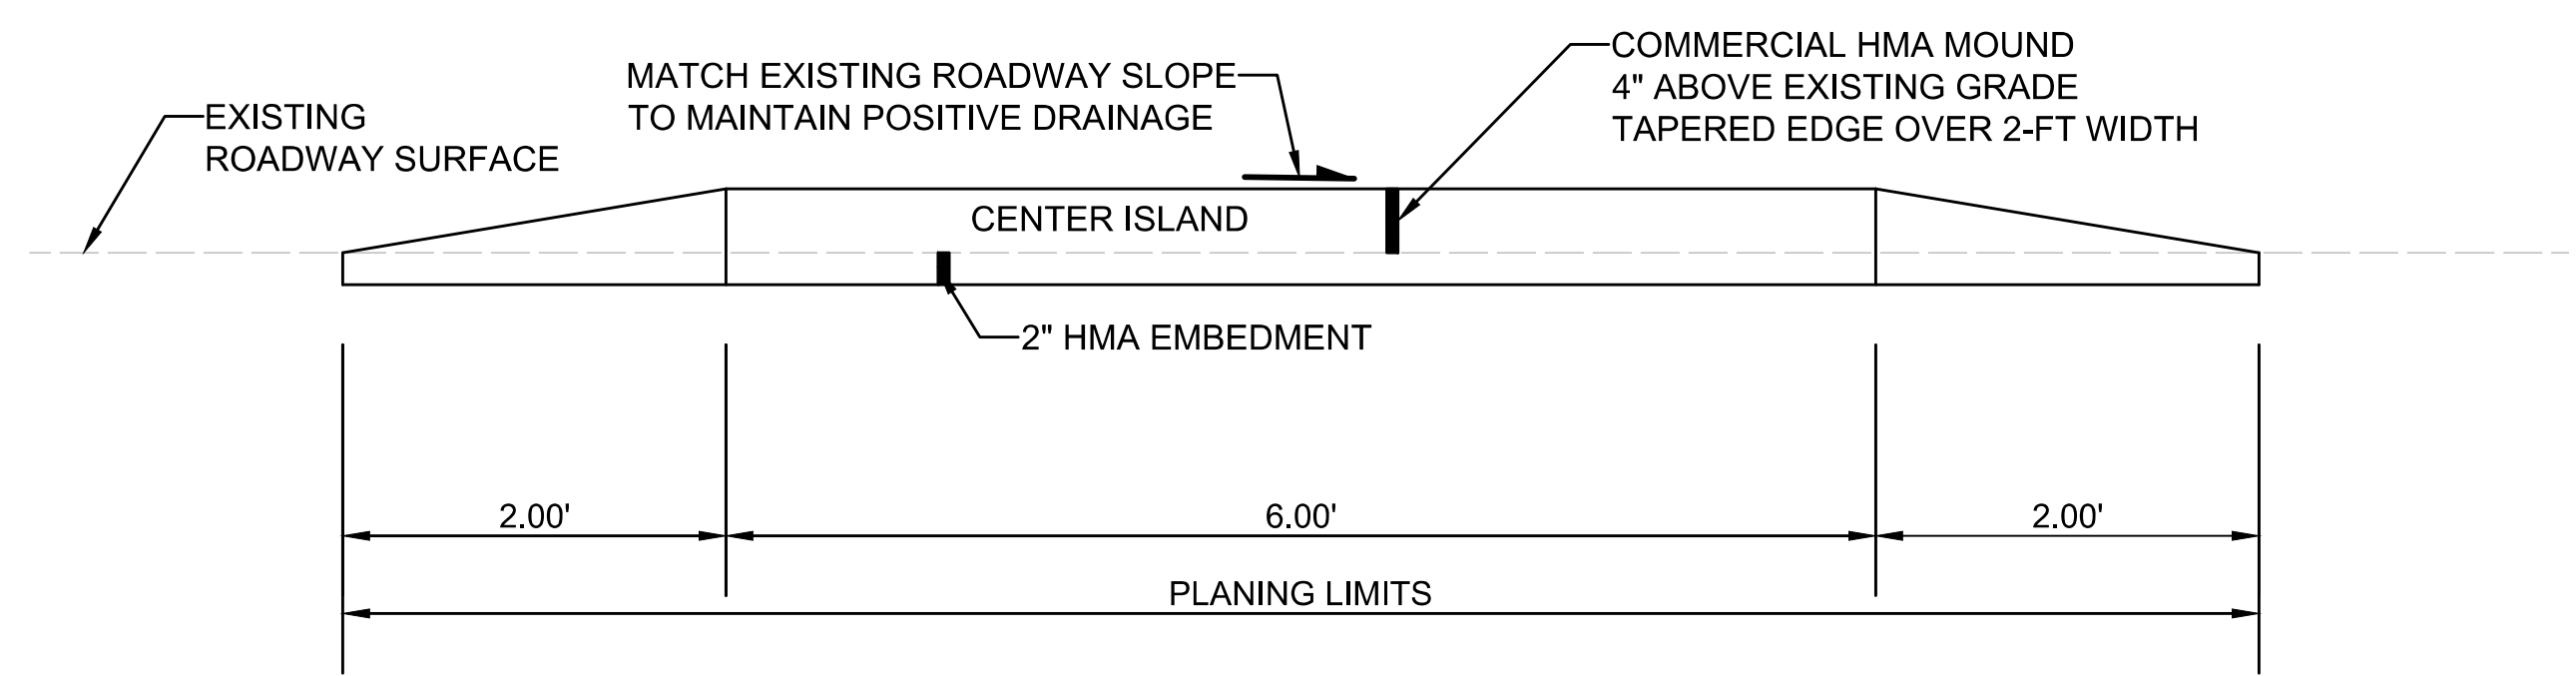 EXISTING
ROADWAY SURFACE
MATCH EXISTING ROADWAY SLOPE
TO MAINTAIN POSITIVE DRAINAGE
COMMERCIAL HMA MOUND
4" ABOVE EXISTING GRADE
TAPERED EDGE OVER 2-FT WIDTH
CENTER ISLAND
2" HMA EMBEDMENT
2.00'
6.00'
2.00'
PLANING LIMITS